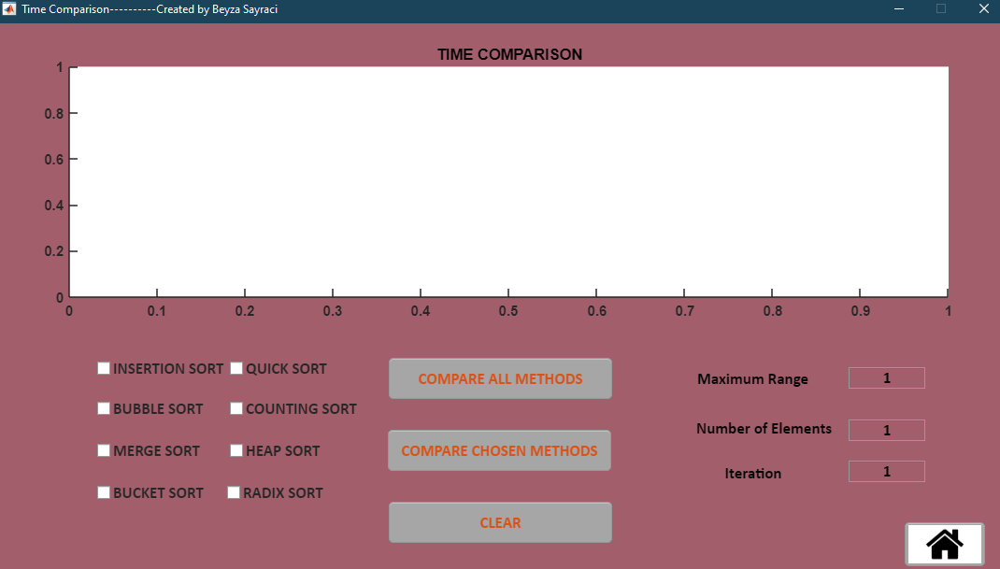 Time Comparison----------Created by Beyza Sayraci
TIME COMPARISON
1
0.8
0.6
0.4
0.2
0
0 0.1 0.2 0.3 0.4 0.5 0.6 0.7 0.8 0.9 1
INSERTION SORT QUICK SORT
BUBBLE SORT COUNTING SORT
MERGE SORT HEAP SORT
BUCKET SORT RADIX SORT
COMPARE ALL METHODS
COMPARE CHOSEN METHODS
CLEAR
Maximum Range 1
Number of Elements 1
Iteration 1